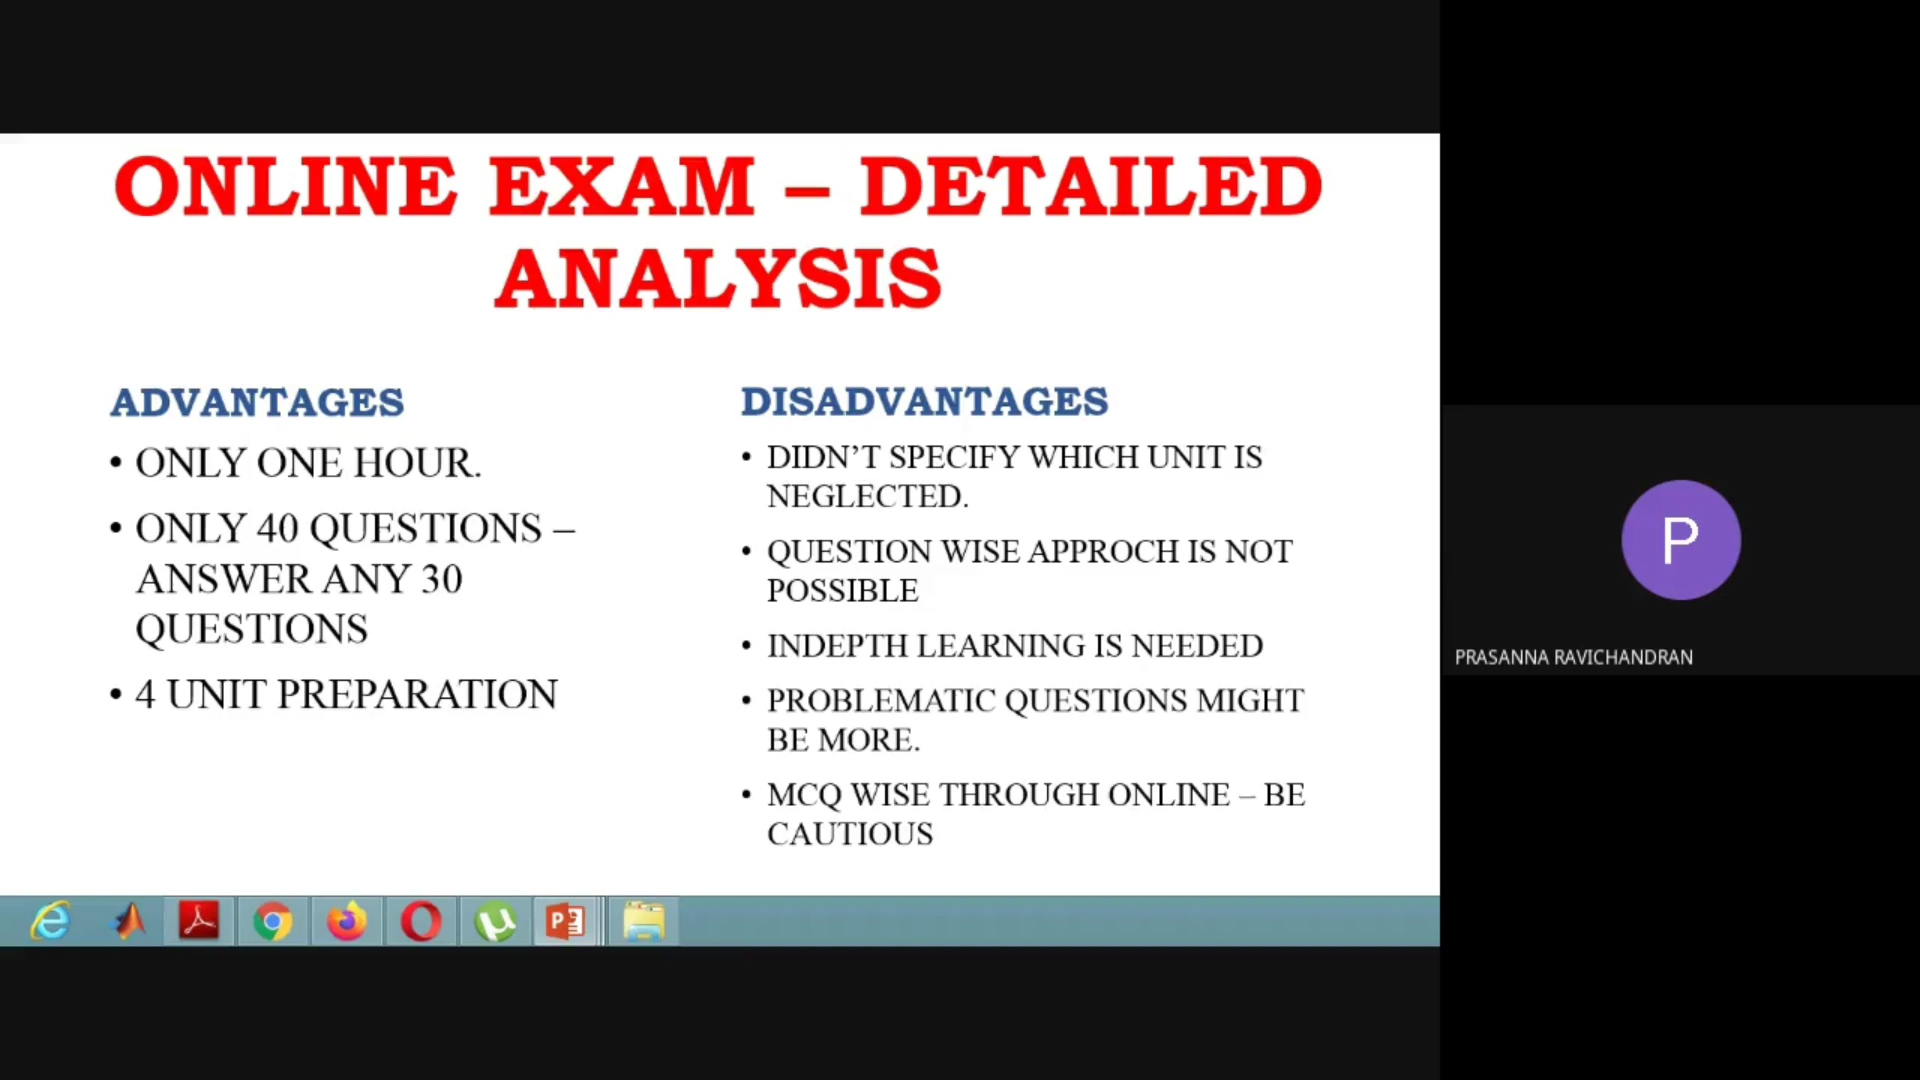 ONLINE EXAM – DETAILED
ANALYSIS
ADVANTAGES
• ONLY ONE HOUR.
• ONLY 40 QUESTIONS –
ANSWER ANY 30
QUESTIONS
• 4 UNIT PREPARATION
DISADVANTAGES
• DIDN’T SPECIFY WHICH UNIT IS
NEGLECTED.
• QUESTION WISE APPROCH IS NOT
POSSIBLE
• INDEPTH LEARNING IS NEEDED
• PROBLEMATIC QUESTIONS MIGHT
BE MORE.
• MCQ WISE THROUGH ONLINE – BE
CAUTIOUS
P
PRASANNA RAVICHANDRAN